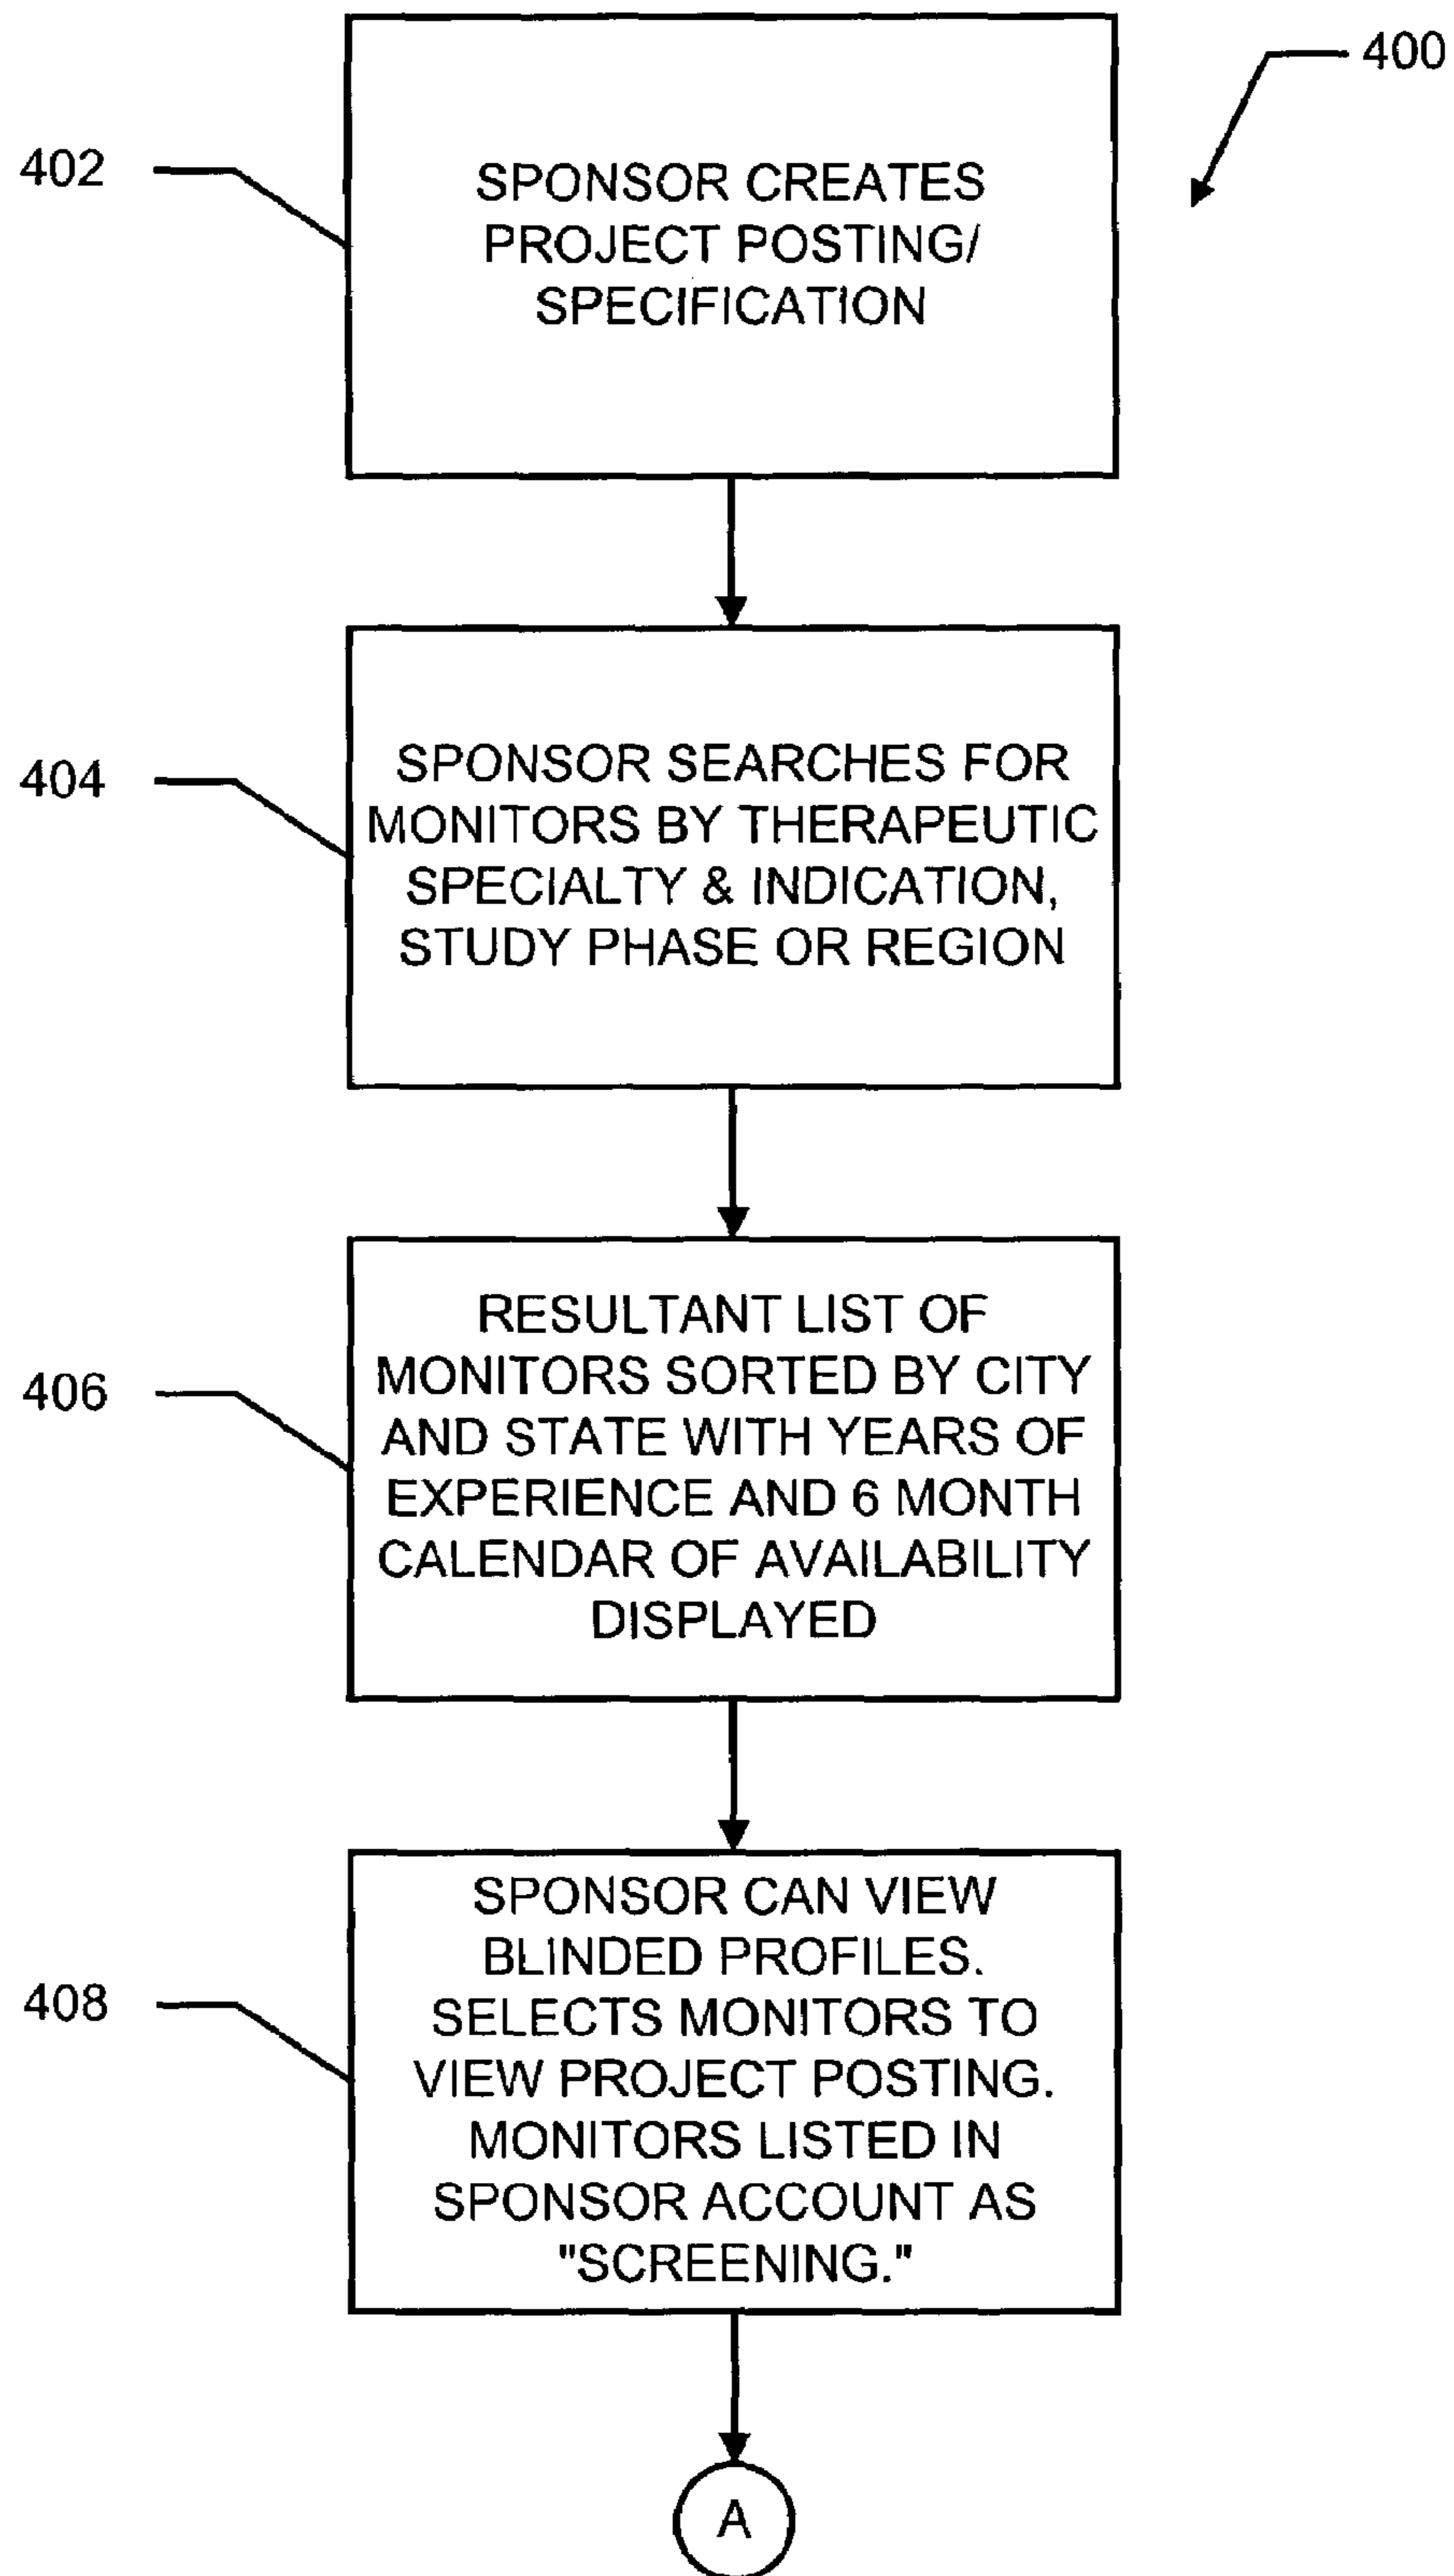 400
402
SPONSOR CREATES
PROJECT POSTING/
SPECIFICATION
404
SPONSOR SEARCHES FOR
MONITORS BY THERAPEUTIC
SPECIALTY & INDICATION,
STUDY PHASE OR REGION
406
RESULTANT LIST OF
MONITORS SORTED BY CITY
AND STATE WITH YEARS OF
EXPERIENCE AND 6 MONTH
CALENDAR OF AVAILABILITY
DISPLAYED
408
SPONSOR CAN VIEW
BLINDED PROFILES.
SELECTS MONITORS TO
VIEW PROJECT POSTING.
MONITORS LISTED IN
SPONSOR ACCOUNT AS
"SCREENING."
A